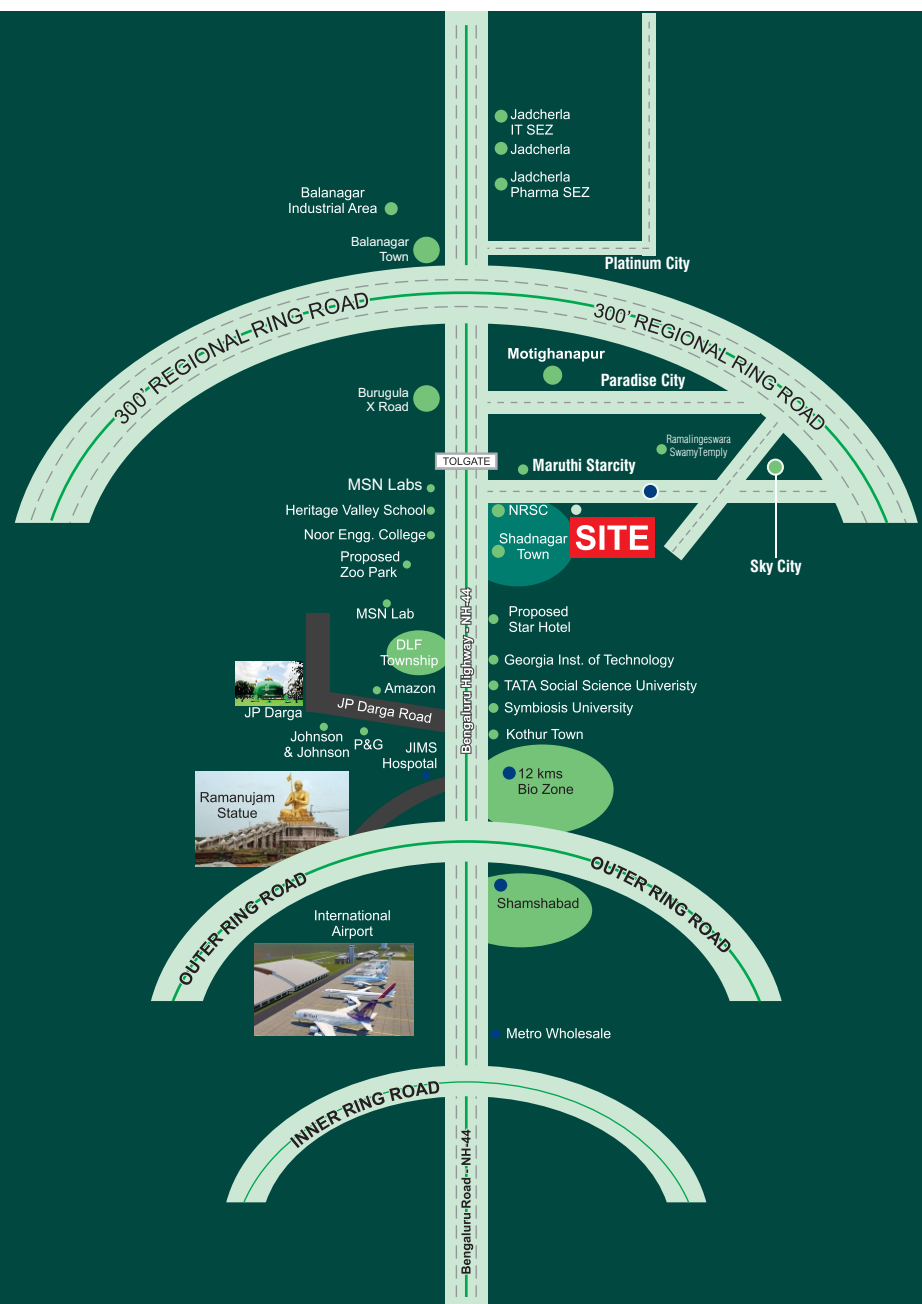 Jadcherla
IT SEZ
Jadcherla
Jadcherla
Pharma SEZ
Balanagar
Industrial Area
Balanagar
Town
Platinum City
300' REGIONAL RING ROAD
300' REGIONAL RING ROAD
Motighanapur
Paradise City
Burugula
X Road
Ramalingeswara
SwamyTemply
TOLGATE
Maruthi Starcity
MSN Labs
Heritage Valley School
NRSC
Noor Engg. College
SITE
Shadnagar
Town
Proposed
Zoo Park
Sky City
MSN Lab
Proposed
Star Hotel
Bengaluru Highway - NH-44
DLF
Township
Georgia Inst. of Technology
Amazon
TATA Social Science Univeristy
JP Darga
JP Darga Road
Symbiosis University
Johnson
& Johnson
P&G
JIMS
Hospotal
Kothur Town
12 kms
Bio Zone
Ramanujam
Statue
OUTER RING ROAD
OUTER RING ROAD
Shamshabad
International
Airport
Metro Wholesale
INNER RING ROAD
Bengaluru Road - NH-44